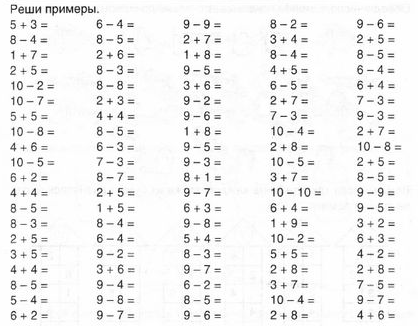 Реши примеры.
5 + 3 = 6 – 4 = 9 – 9 = 8 – 2 = 9 – 6 =
8 – 4 = 8 – 5 = 2 + 7 = 3 + 4 = 2 + 5 =
1 + 7 = 2 + 6 = 1 + 8 = 8 – 4 = 8 – 5 =
2 + 5 = 8 – 3 = 9 – 5 = 4 + 5 = 6 – 4 =
10 – 2 = 8 – 8 = 3 + 6 = 6 – 5 = 6 + 4 =
10 – 7 = 2 + 3 = 9 – 2 = 2 + 7 = 7 – 3 =
5 + 5 = 4 + 4 = 9 – 6 = 7 – 3 = 9 – 3 =
10 – 8 = 8 – 5 = 1 + 8 = 10 – 4 = 2 + 7 =
4 + 6 = 6 – 3 = 9 – 5 = 2 + 8 = 10 – 8 =
10 – 5 = 7 – 3 = 9 – 3 = 10 – 5 = 2 + 5 =
6 + 2 = 8 – 7 = 8 + 1 = 3 + 7 = 8 – 5 =
4 + 4 = 2 + 5 = 9 – 7 = 10 – 10 = 9 – 9 =
8 – 5 = 1 + 5 = 6 + 3 = 6 + 4 = 9 – 5 =
8 – 3 = 8 – 4 = 9 – 8 = 1 + 9 = 3 + 2 =
2 + 5 = 6 – 4 = 5 + 4 = 10 – 2 = 6 + 3 =
3 + 5 = 9 – 2 = 8 – 3 = 5 + 5 = 4 – 2 =
4 + 4 = 3 + 6 = 9 – 7 = 2 + 8 = 2 + 8 =
8 – 5 = 9 – 4 = 6 – 2 = 3 + 7 = 7 – 5 =
5 – 4 = 9 – 8 = 8 – 5 = 10 – 4 = 9 – 7 =
6 + 2 = 9 – 7 = 9 – 6 = 2 + 8 = 4 + 6 =